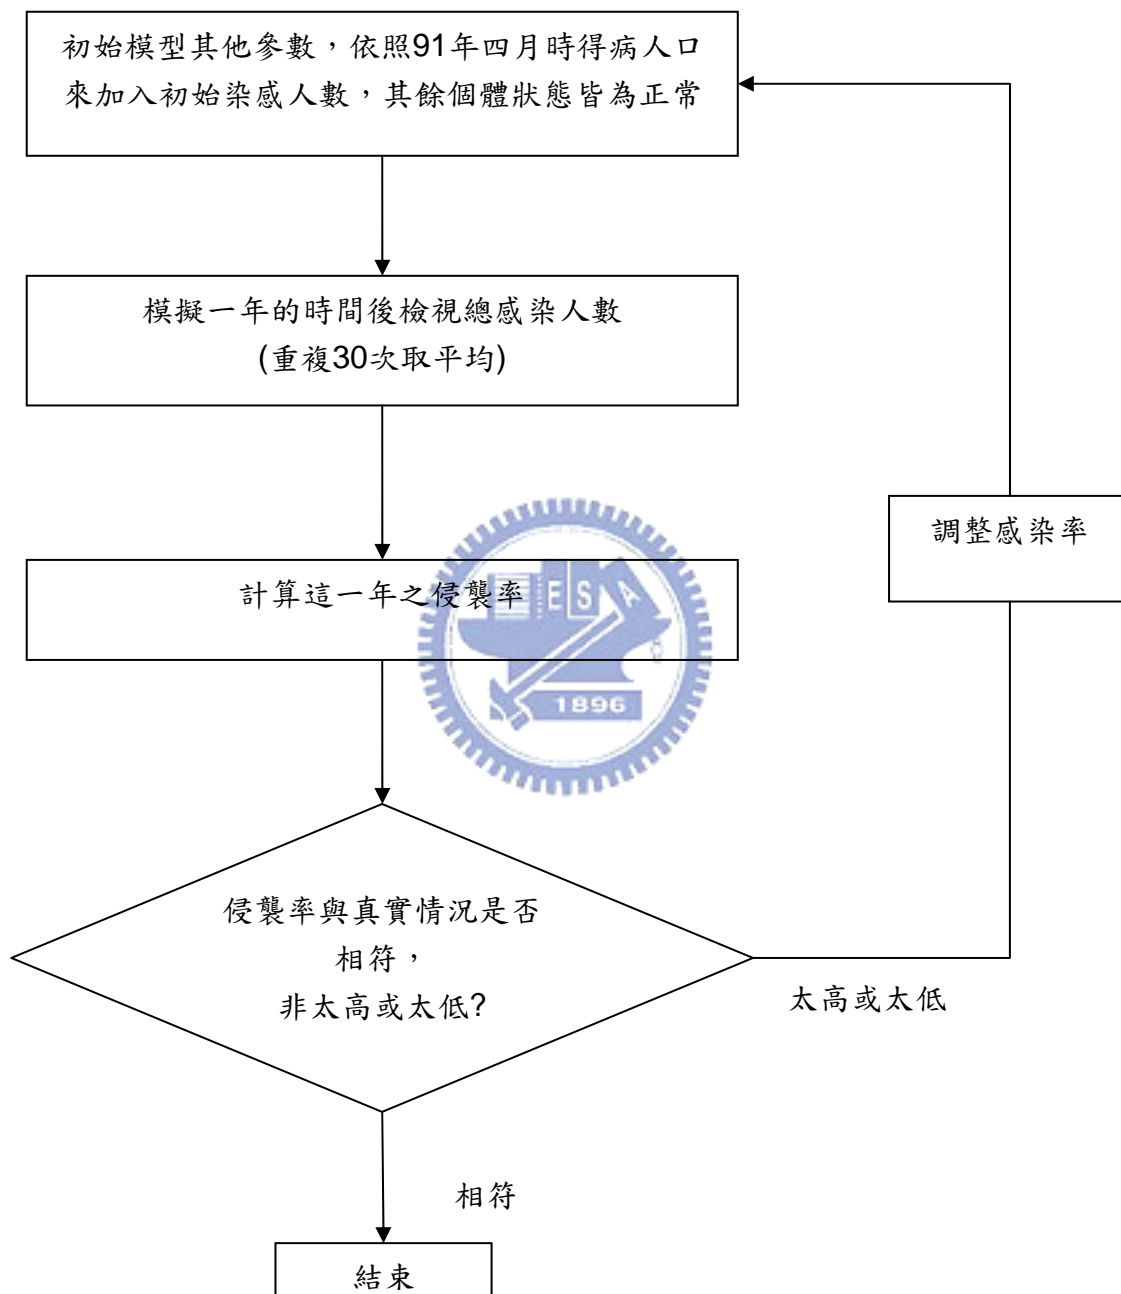 初始模型其他參數，依照91年四月時得病人口
來加入初始染感人數，其餘個體狀態皆為正常
模擬一年的時間後檢視總感染人數
(重複30次取平均)
調整感染率
計算這一年之侵襲率
E S A
1896
侵襲率與真實情況是否
相符，
非太高或太低?
太高或太低
相符
結束